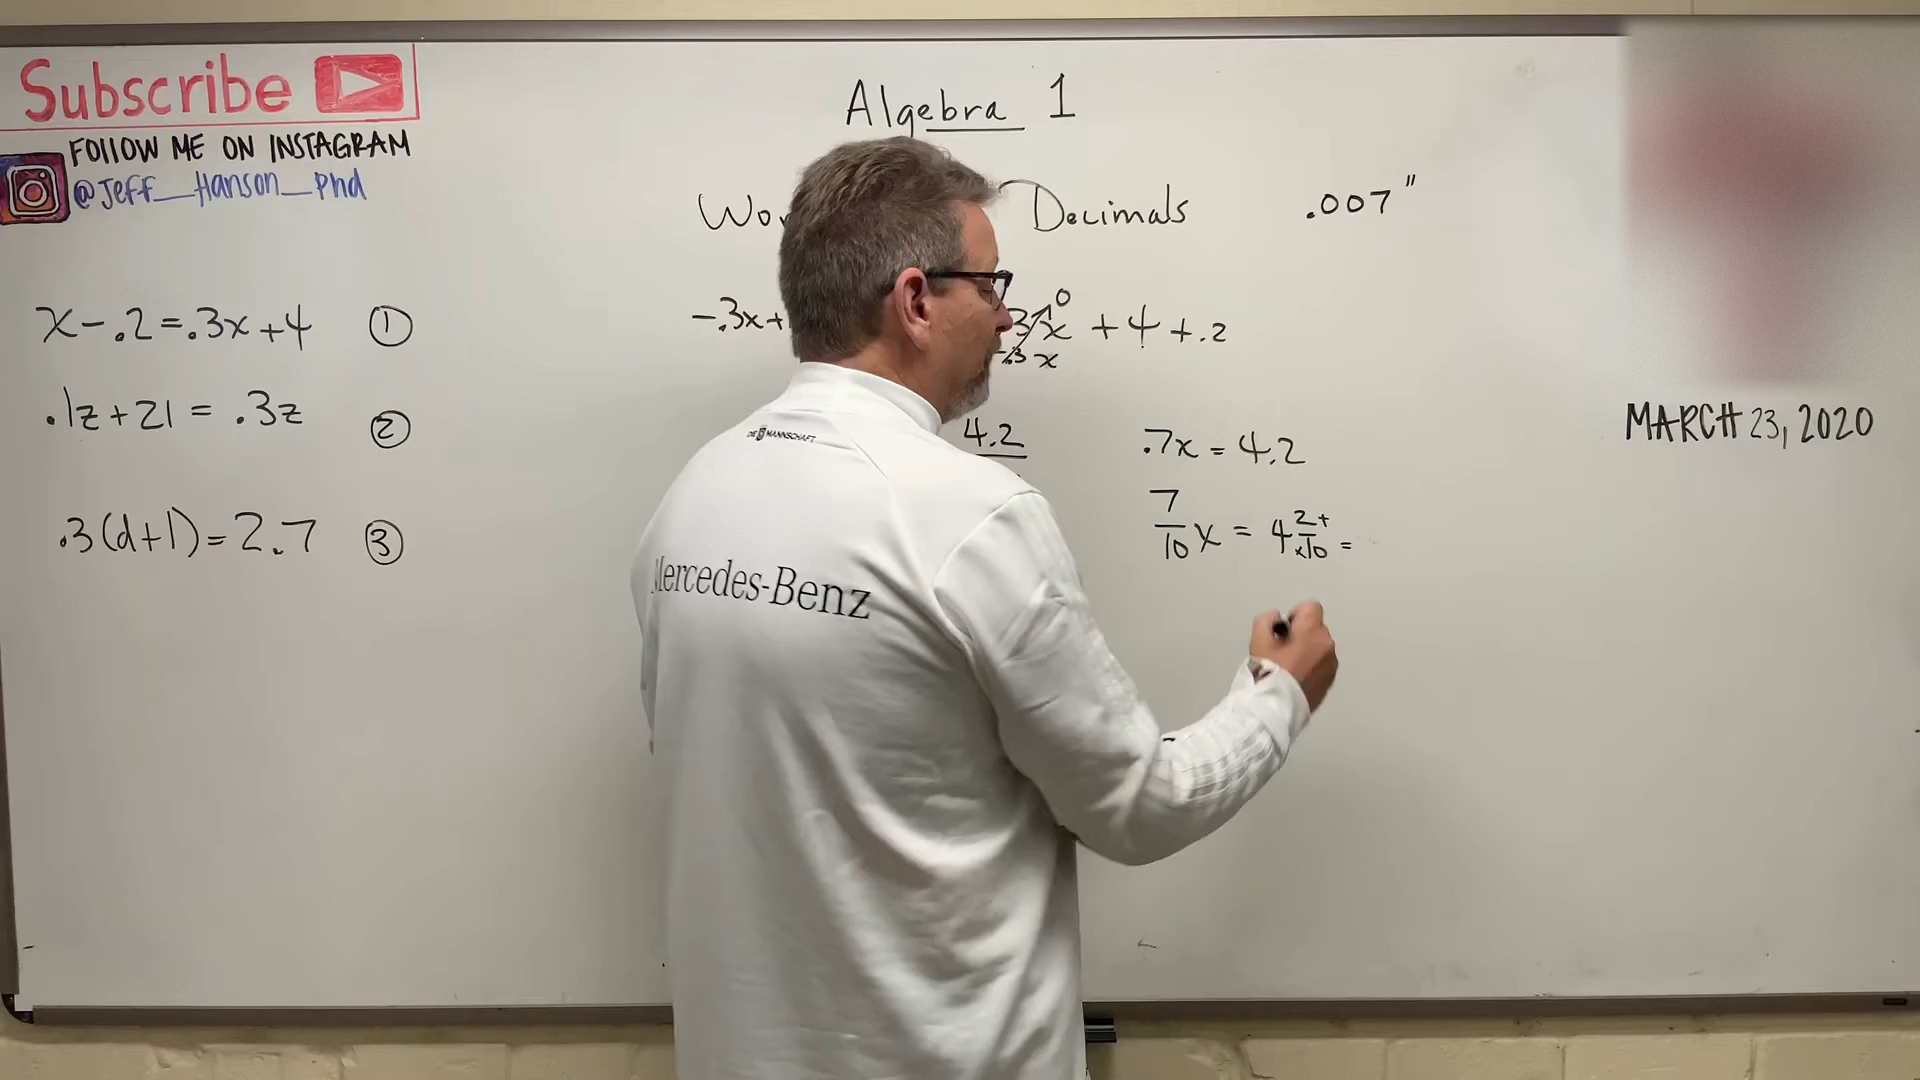 Subscribe
FOLLOW ME ON INSTAGRAM
@Jeff_Hanson_Phd
Algebra 1
Decimals .007"
x-.2=.3x+4 ①
-.3x+ 3x + 4 + .2
0
-.3 x
.1z+21 = .3z ②
4.2 .7x = 4.2
MARCH 23, 2020
7/10 x = 4 2+/x10 =
.3(d+1)=2.7 ③
DIE MANNSCHAFT
Mercedes-Benz